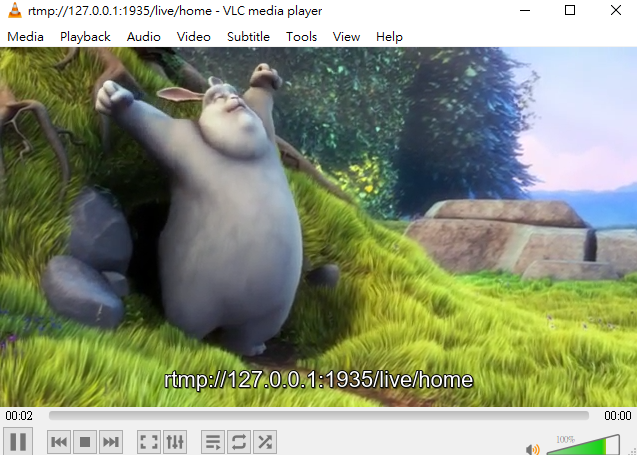 rtmp://127.0.0.1:1935/live/home - VLC media player
Media Playback Audio Video Subtitle Tools View Help
rtmp://127.0.0.1:1935/live/home
00:02 00:00
100%